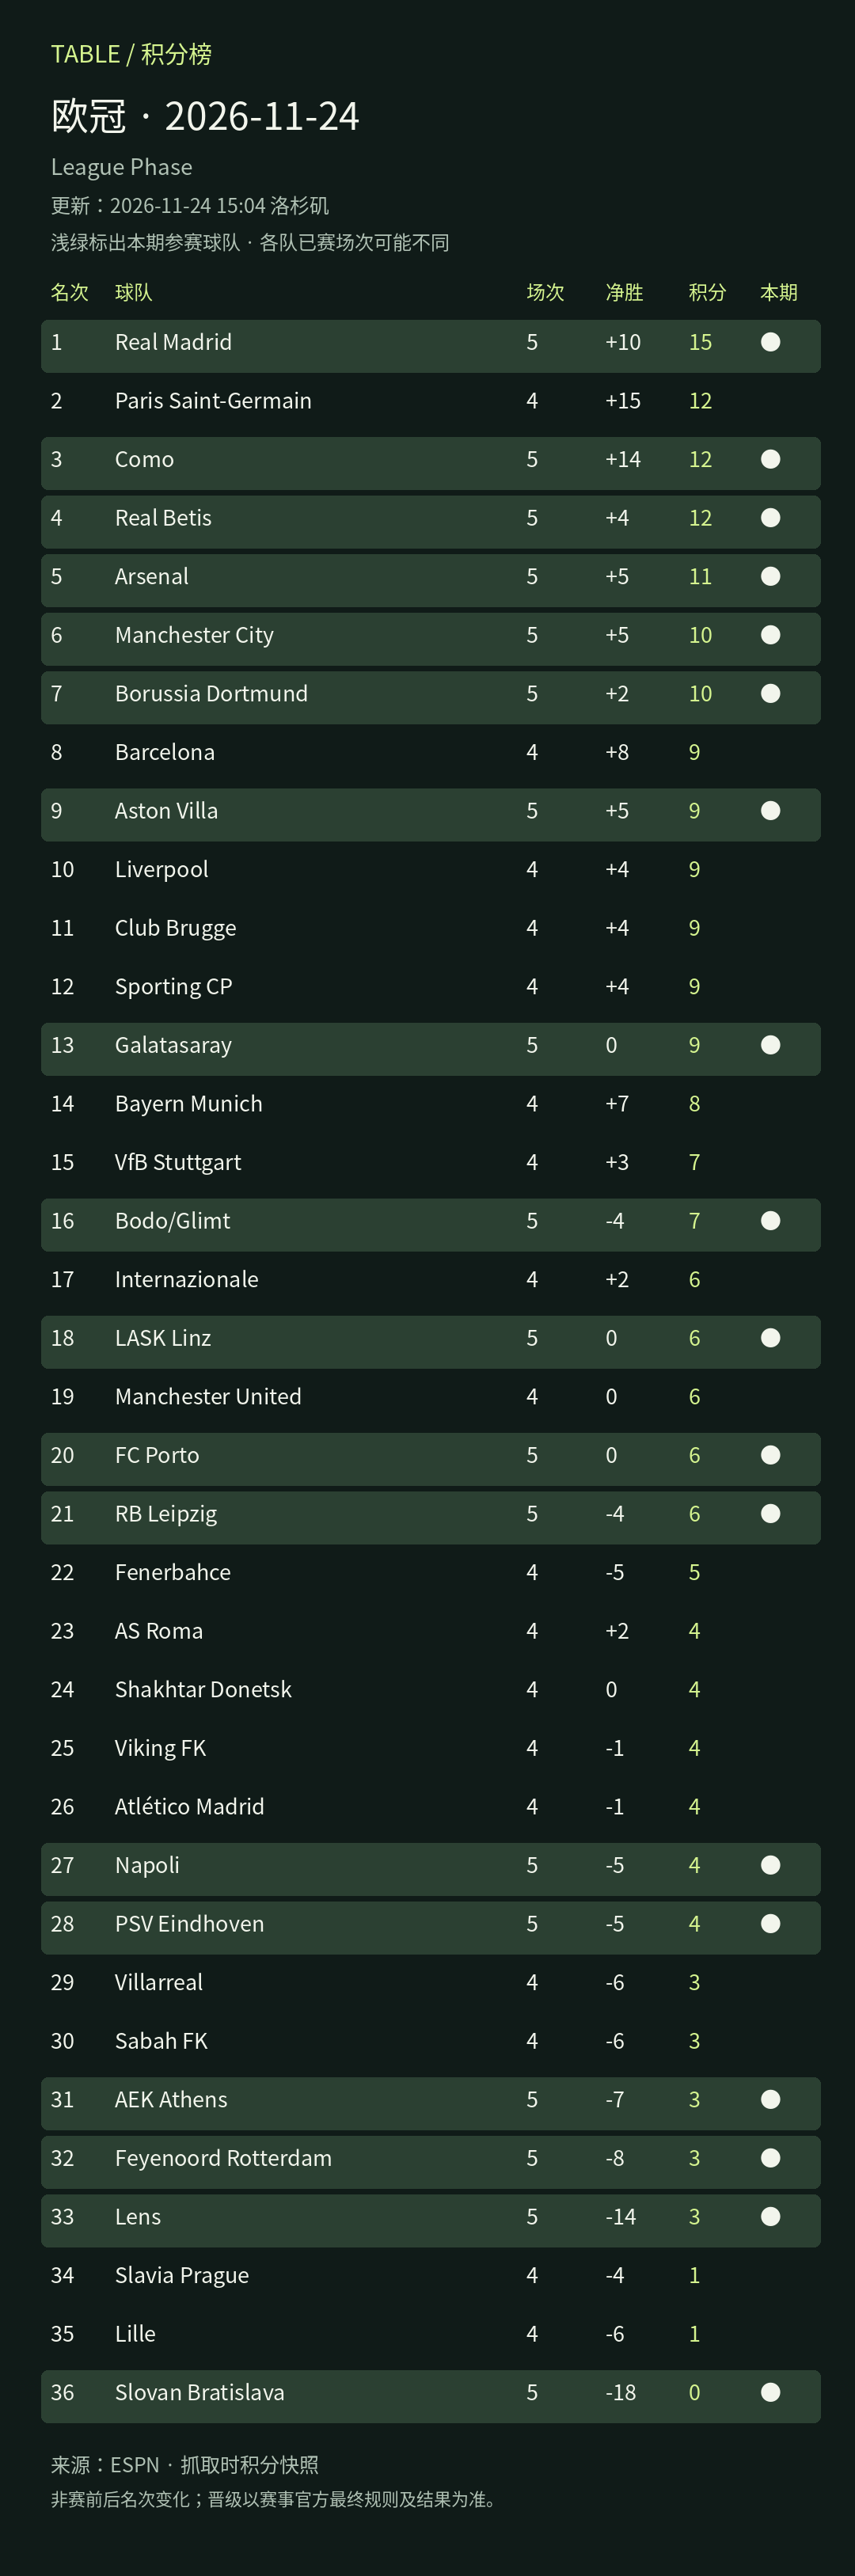 TABLE / 积分榜
欧冠 · 2026-11-24
League Phase
更新：2026-11-24 15:04 洛杉矶
浅绿标出本期参赛球队 · 各队已赛场次可能不同
名次 球队 场次 净胜 积分 本期
1 Real Madrid 5 +10 15 ●
2 Paris Saint-Germain 4 +15 12
3 Como 5 +14 12 ●
4 Real Betis 5 +4 12 ●
5 Arsenal 5 +5 11 ●
6 Manchester City 5 +5 10 ●
7 Borussia Dortmund 5 +2 10 ●
8 Barcelona 4 +8 9
9 Aston Villa 5 +5 9 ●
10 Liverpool 4 +4 9
11 Club Brugge 4 +4 9
12 Sporting CP 4 +4 9
13 Galatasaray 5 0 9 ●
14 Bayern Munich 4 +7 8
15 VfB Stuttgart 4 +3 7
16 Bodo/Glimt 5 -4 7 ●
17 Internazionale 4 +2 6
18 LASK Linz 5 0 6 ●
19 Manchester United 4 0 6
20 FC Porto 5 0 6 ●
21 RB Leipzig 5 -4 6 ●
22 Fenerbahce 4 -5 5
23 AS Roma 4 +2 4
24 Shakhtar Donetsk 4 0 4
25 Viking FK 4 -1 4
26 Atlético Madrid 4 -1 4
27 Napoli 5 -5 4 ●
28 PSV Eindhoven 5 -5 4 ●
29 Villarreal 4 -6 3
30 Sabah FK 4 -6 3
31 AEK Athens 5 -7 3 ●
32 Feyenoord Rotterdam 5 -8 3 ●
33 Lens 5 -14 3 ●
34 Slavia Prague 4 -4 1
35 Lille 4 -6 1
36 Slovan Bratislava 5 -18 0 ●
来源：ESPN · 抓取时积分快照
非赛前后名次变化；晋级以赛事官方最终规则及结果为准。